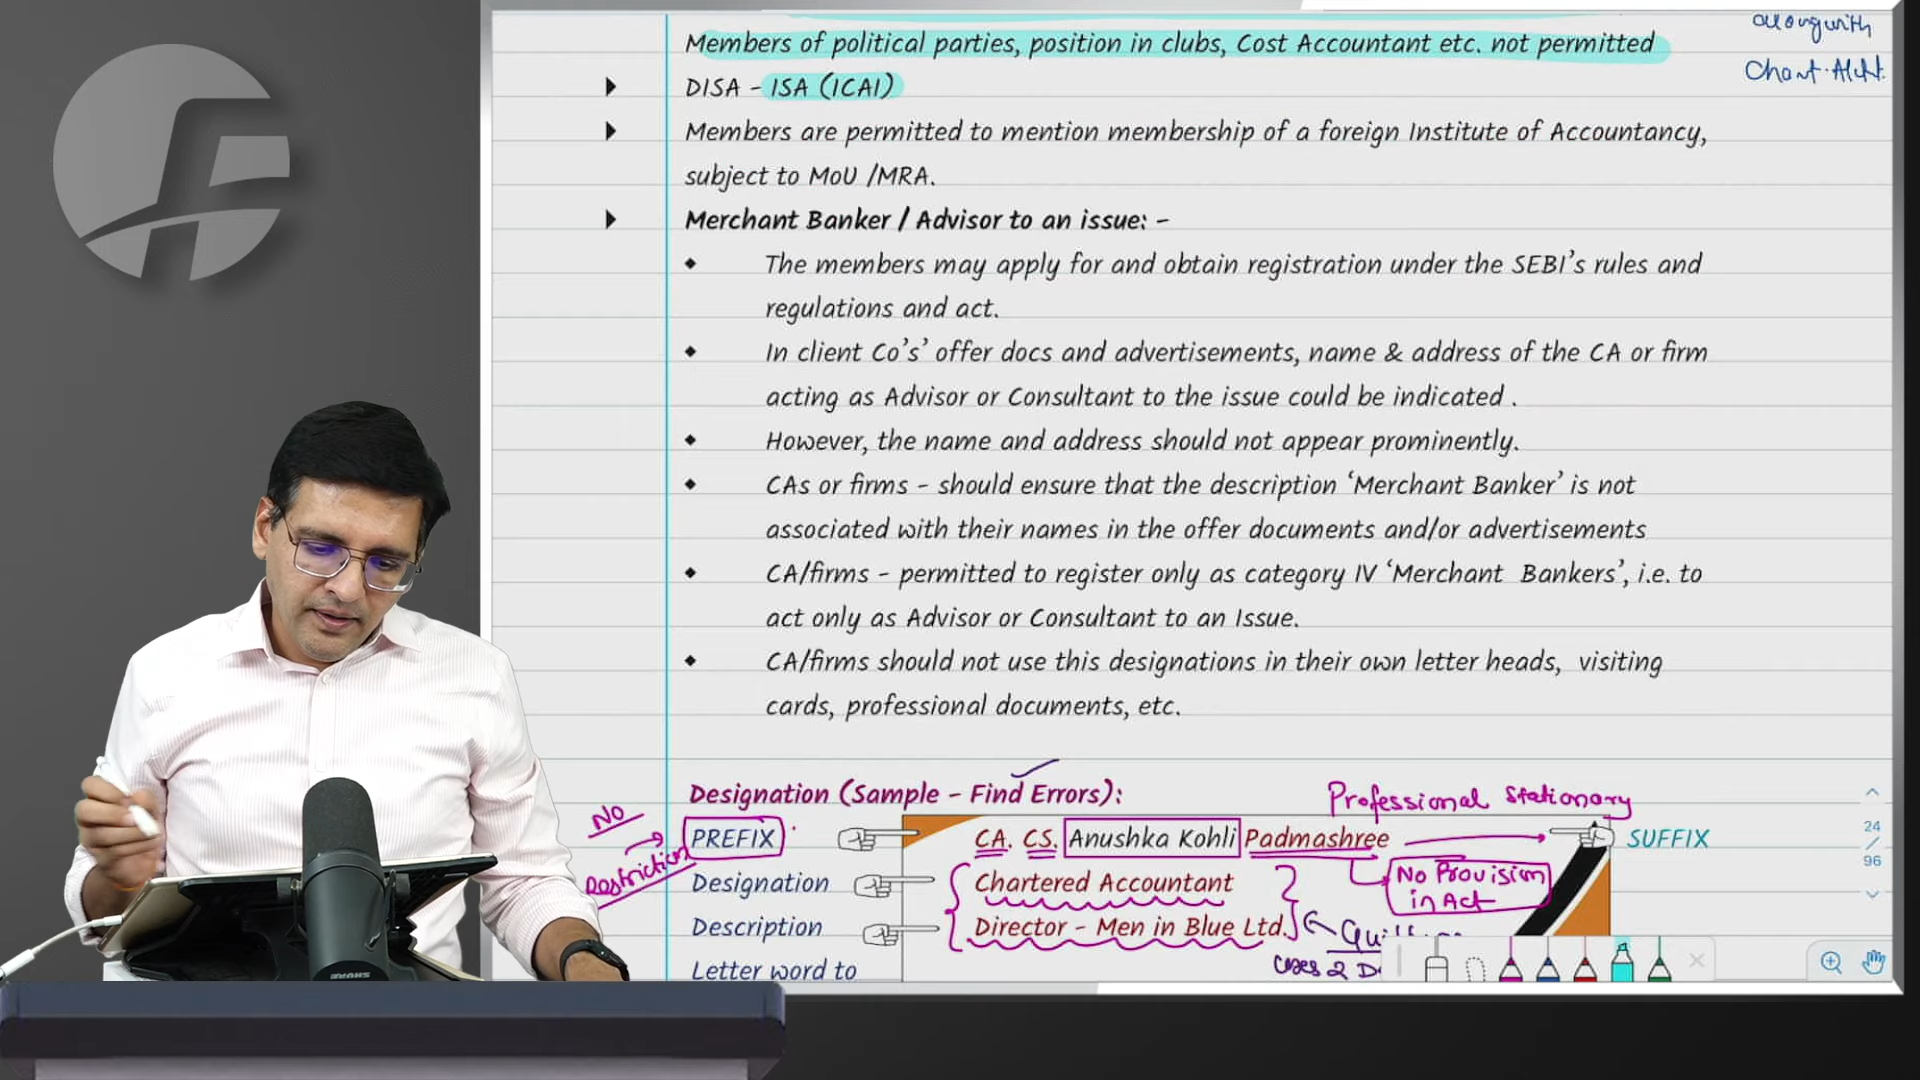 alongwith
Members of political parties, position in clubs, Cost Accountant etc. not permitted
DISA - ISA (ICAI)
Members are permitted to mention membership of a foreign Institute of Accountancy,
subject to MoU /MRA.
Merchant Banker / Advisor to an issue: -
The members may apply for and obtain registration under the SEBI's rules and
regulations and act.
In client Co's' offer docs and advertisements, name & address of the CA or firm
acting as Advisor or Consultant to the issue could be indicated .
However, the name and address should not appear prominently.
CAs or firms - should ensure that the description 'Merchant Banker' is not
associated with their names in the offer documents and/or advertisements
CA/firms - permitted to register only as category IV 'Merchant Bankers', i.e. to
act only as Advisor or Consultant to an Issue.
CA/firms should not use this designations in their own letter heads, visiting
cards, professional documents, etc.
Designation (Sample - Find Errors):
Professional Stationary
No
Restriction
PREFIX
CA. CS. Anushka Kohli Padmashree
SUFFIX
24
/
96
Designation
Chartered Accountant
No Provision
in Act
Description
Director - Men in Blue Ltd.
Letter word to